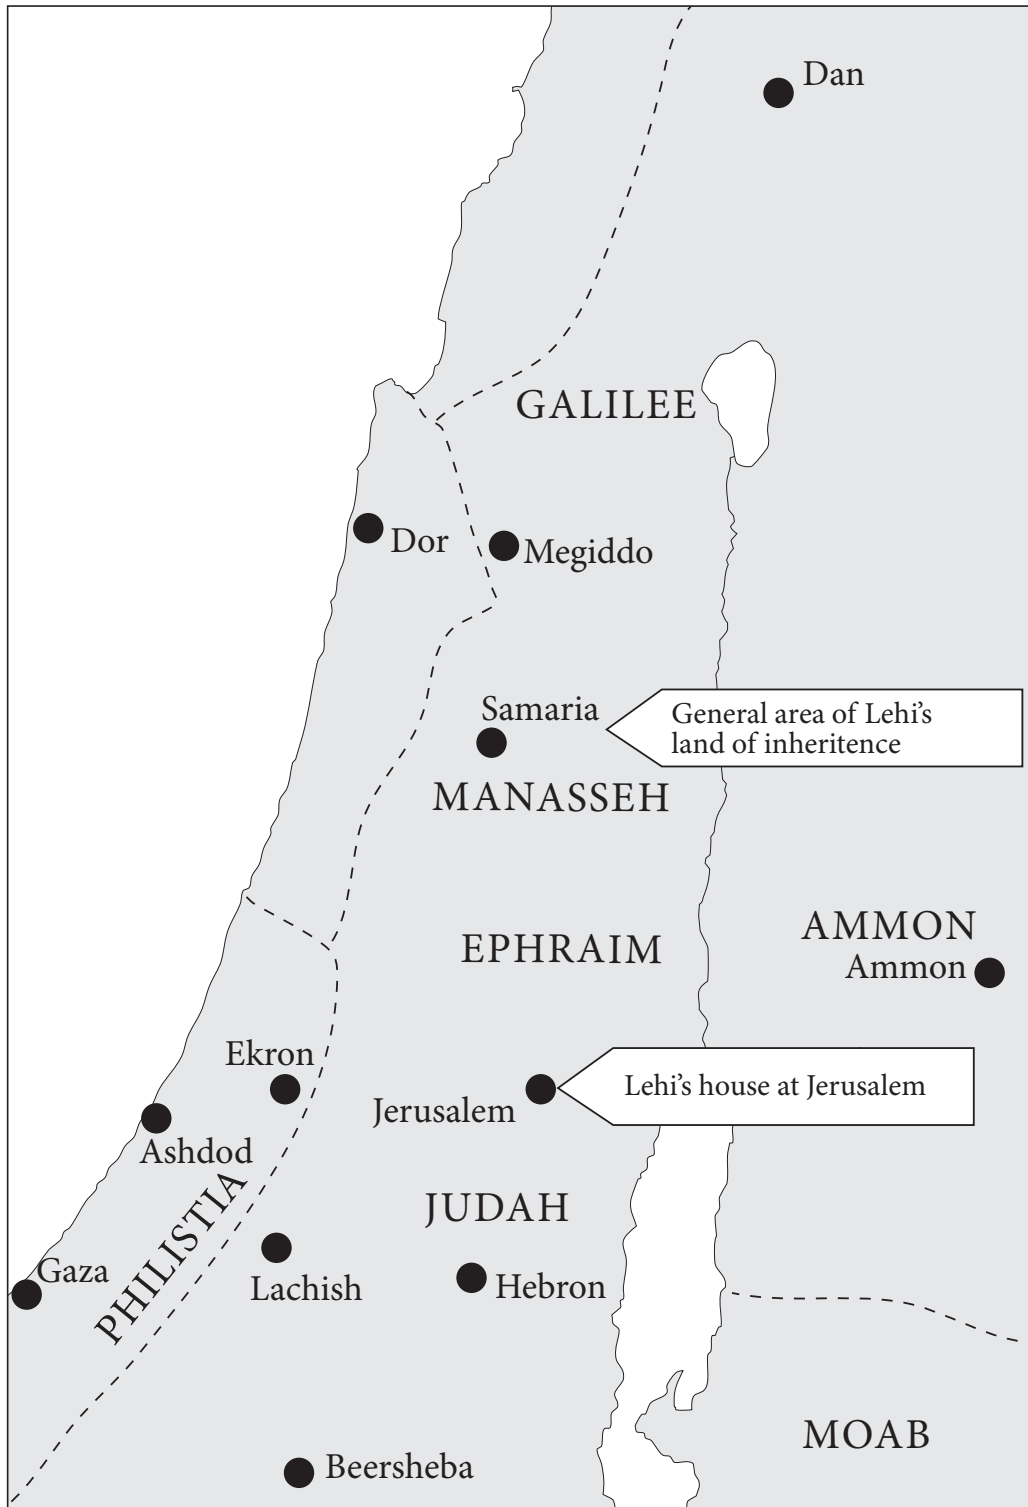 Dan
GALILEE
Dor
Megiddo
Samaria
General area of Lehi's
land of inheritence
MANASSEH
EPHRAIM
AMMON
Ammon
Ekron
Lehi's house at Jerusalem
Jerusalem
Ashdod
PHILISTIA
JUDAH
Gaza
Lachish
Hebron
MOAB
Beersheba